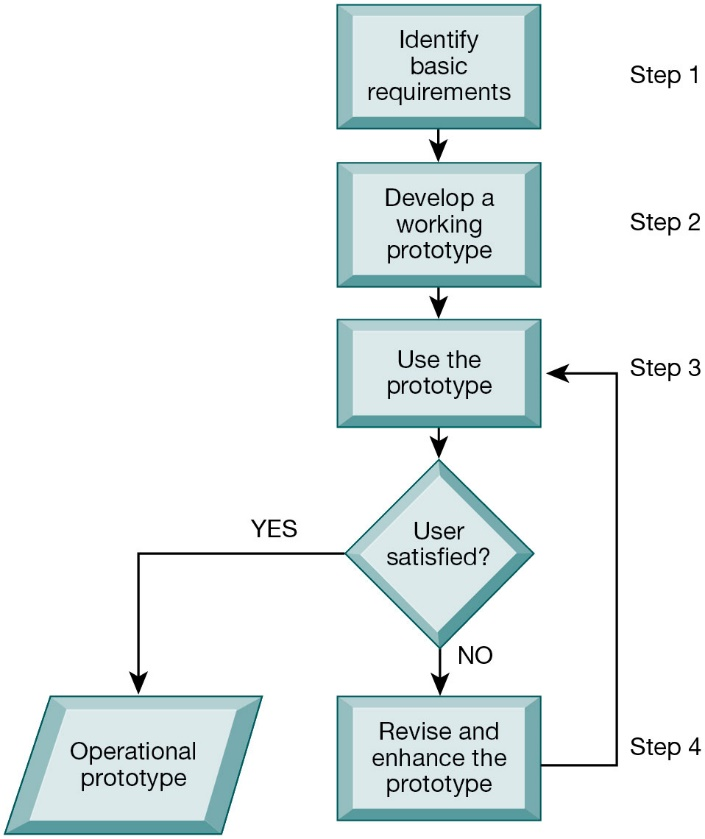 Identify
basic
requirements
Step 1
Develop a
working
prototype
Step 2
Use the
prototype
Step 3
User
satisfied?
YES
NO
Operational
prototype
Revise and
enhance the
prototype
Step 4